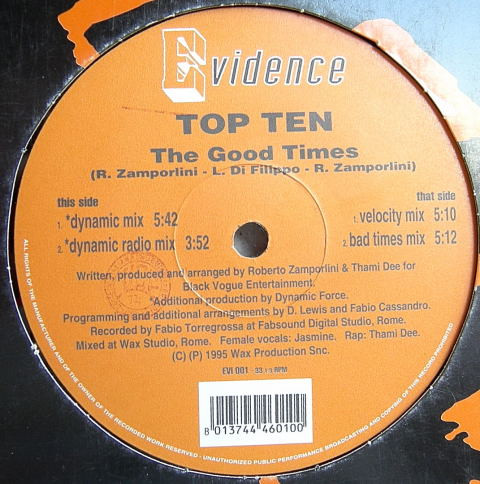 Evidence
TOP TEN
The Good Times
(R. Zamporlini - L. Di Filippo - R. Zamporlini)
this side
1. *dynamic mix 5:42
2. *dynamic radio mix 3:52
that side
1. velocity mix 5:10
2. bad times mix 5:12
Written, produced and arranged by Roberto Zamporlini & Thami Dee for
Black Vogue Entertainment.
*Additional production by Dynamic Force.
Programming and additional arrangements by D. Lewis and Fabio Cassandro.
Recorded by Fabio Torregrossa at Fabsound Digital Studio, Rome.
Mixed at Wax Studio, Rome. Female vocals: Jasmine. Rap: Thami Dee.
(C) (P) 1995 Wax Production Snc.
EVI 001 - 33 1/3 RPM
8 013744 460100
ALL RIGHTS OF THE MANUFACTURER AND OF THE OWNER OF THE RECORDED WORK RESERVED - UNAUTHORIZED PUBLIC PERFORMANCE BROADCASTING AND COPYING OF THIS RECORD PROHIBITED